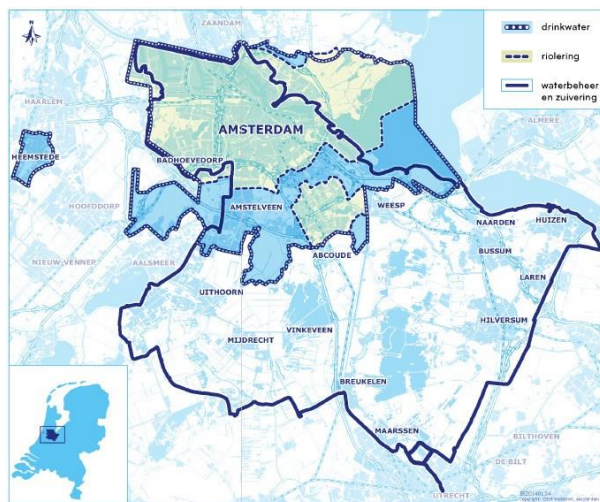 ZAANDAM
drinkwater
riolering
waterbeheer
en zuivering
HAARLEM
AMSTERDAM
ALMERE
HEEMSTEDE
BADHOEVEDORP
HOOFDDORP
AMSTELVEEN
WEESP
NAARDEN
HUIZEN
BUSSUM
NIEUW-VENNEP
AALSMEER
ABCOUDE
LAREN
UITHOORN
HILVERSUM
MIJDRECHT
VINKEVEEN
BREUKELEN
MAARSSEN
BILTHOVEN
DE BILT
UTRECHT